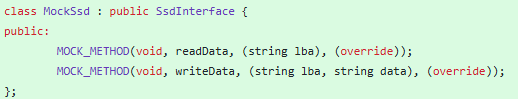 class MockSsd : public SsdInterface {
public:
MOCK_METHOD(void, readData, (string lba), (override));
MOCK_METHOD(void, writeData, (string lba, string data), (override));
};